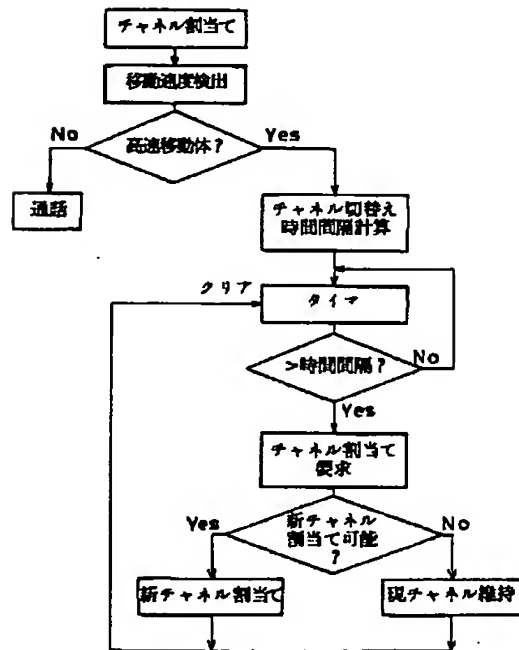 チャネル割当て
移動速度検出
No
高速移動体?
Yes
通話
チャネル切替え
時間間隔計算
クリア
タイマ
>時間間隔?
No
Yes
チャネル割当て
要求
Yes
新チャネル
割当て可能
?
No
新チャネル割当て
現チャネル維持